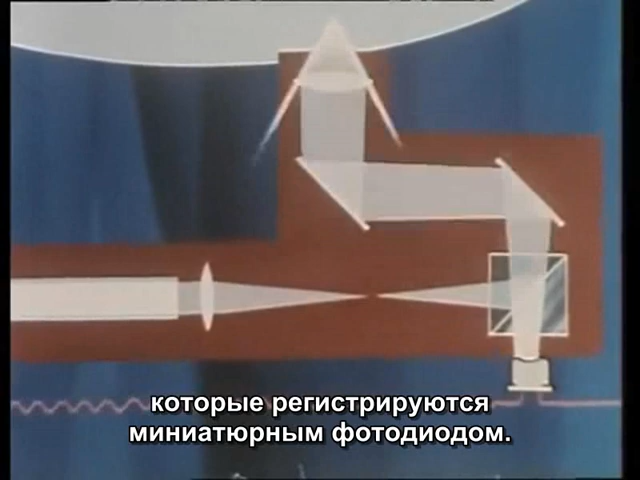 которые регистрируются
миниатюрным фотодиодом.